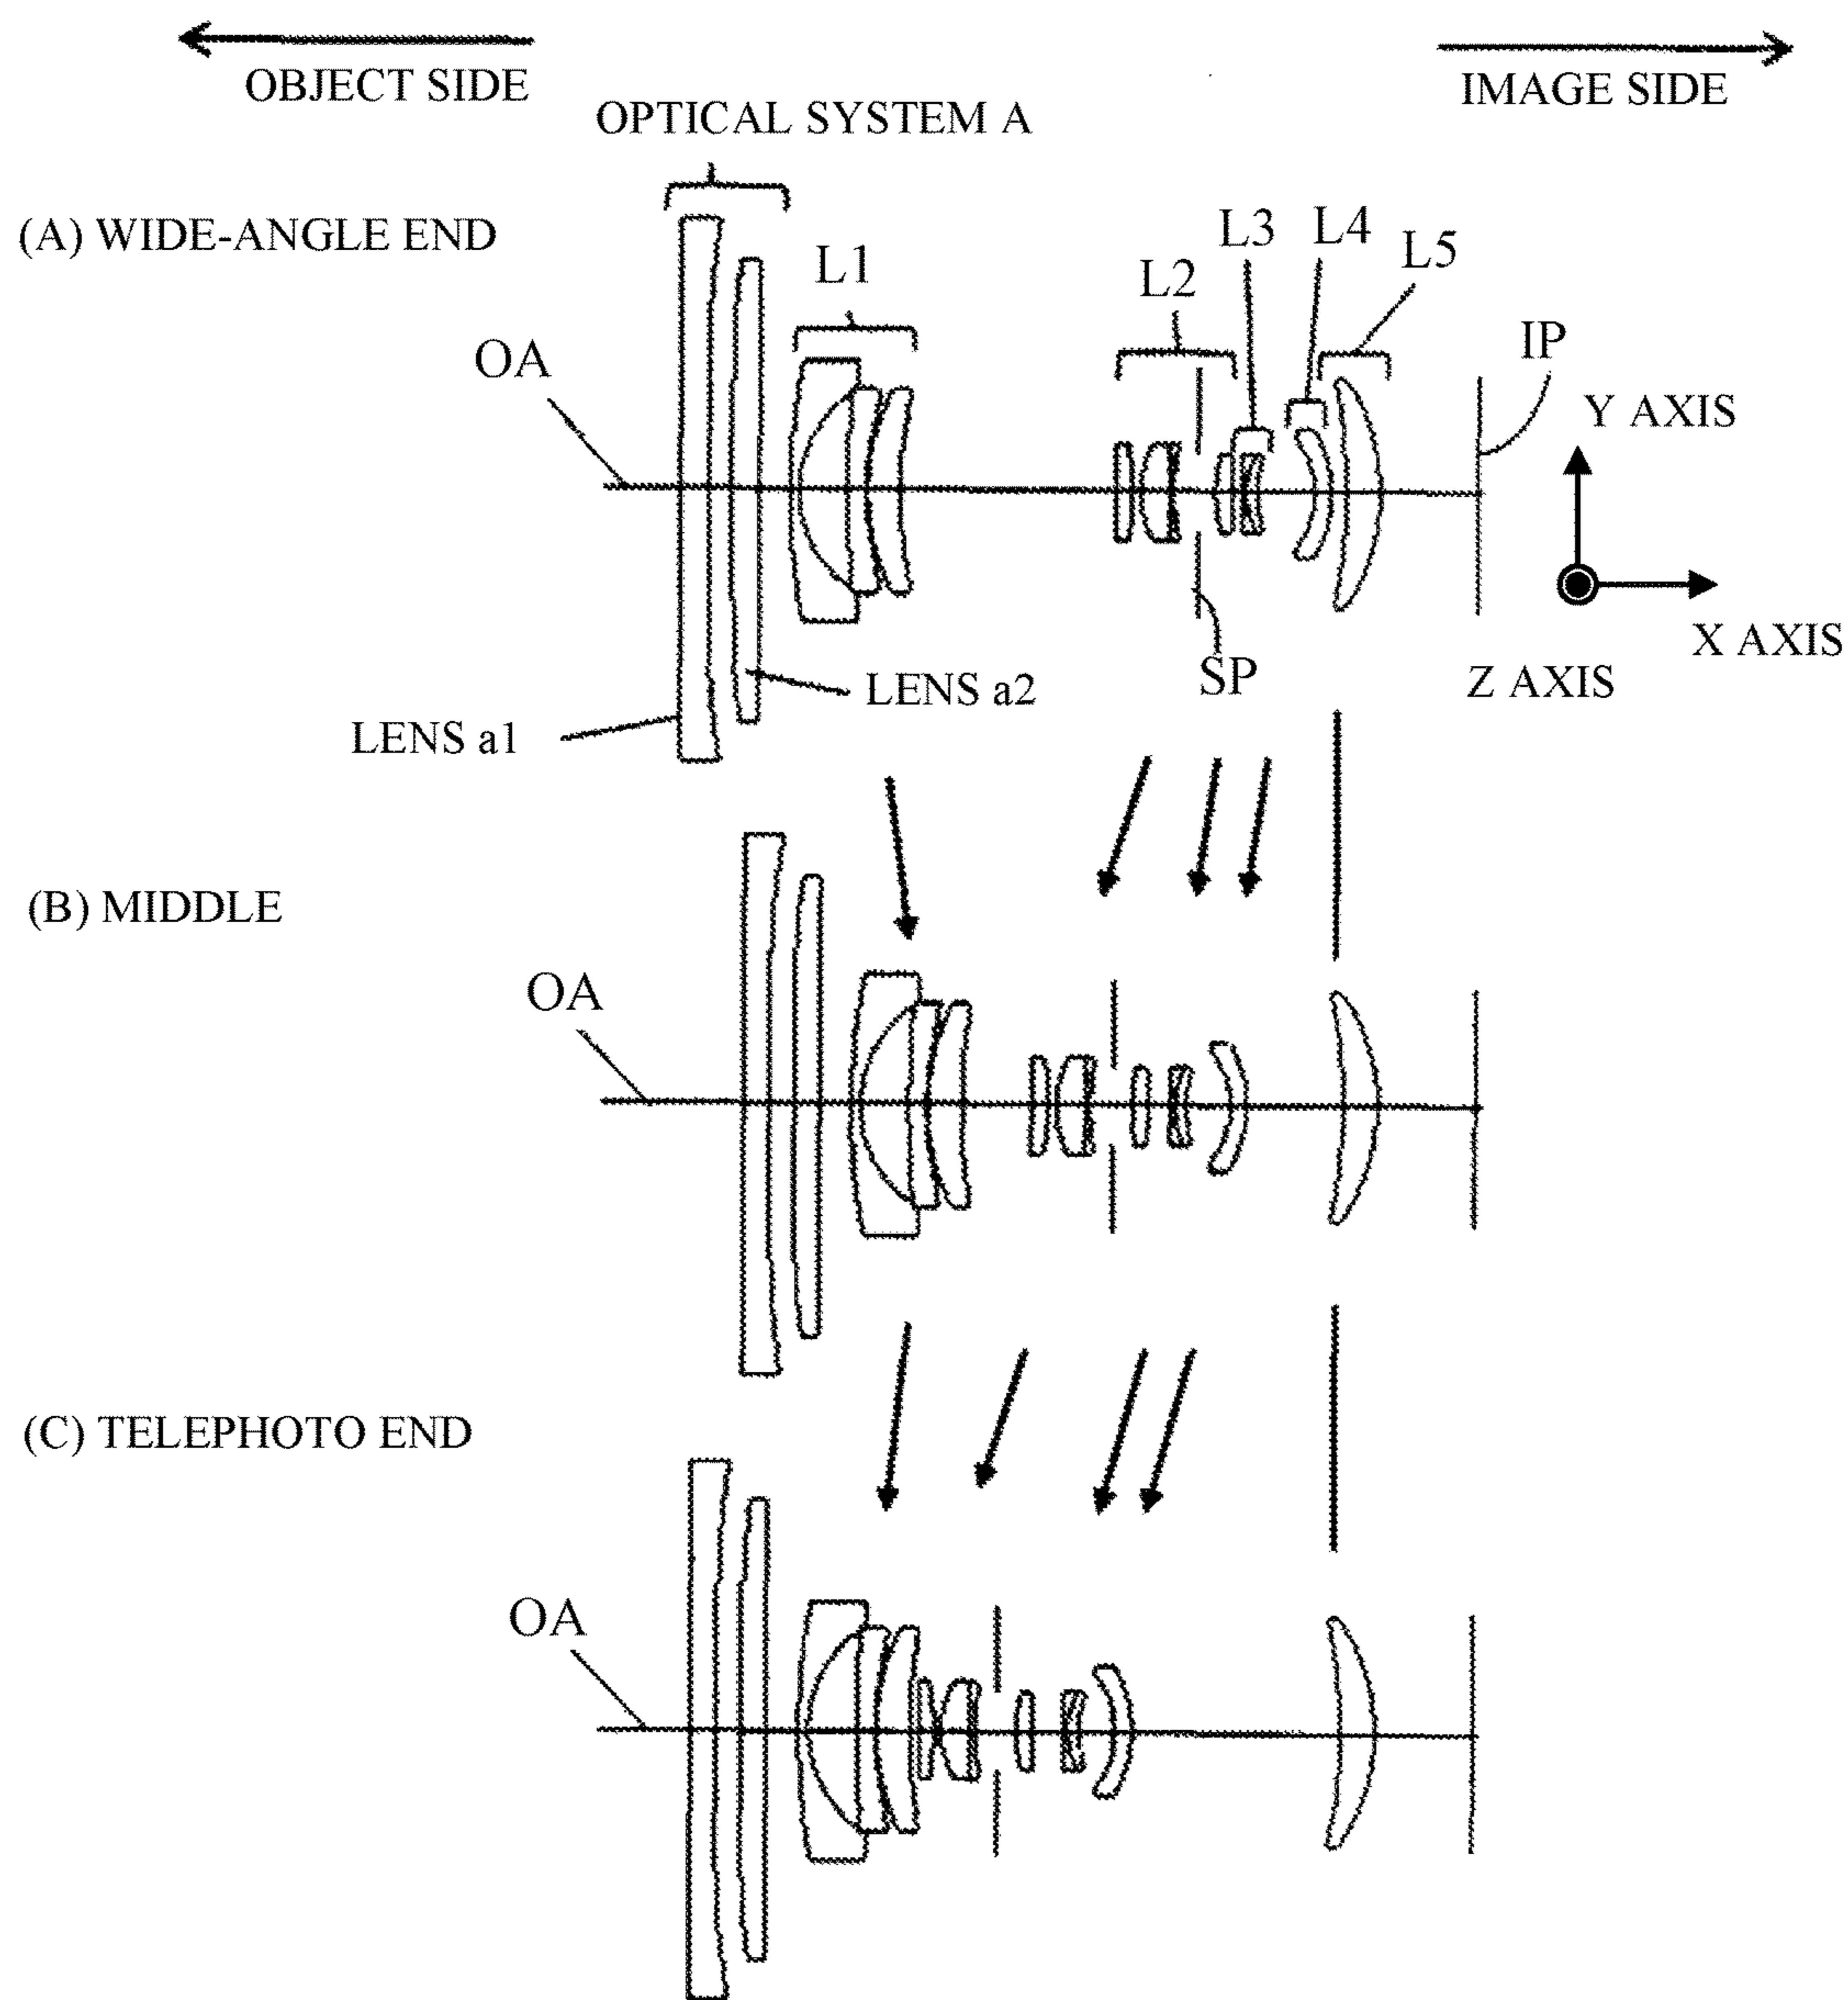 OBJECT SIDE
IMAGE SIDE
OPTICAL SYSTEM A
(A) WIDE-ANGLE END
L1
L2
L3
L4
L5
OA
IP
Y AXIS
X AXIS
Z AXIS
SP
LENS a2
LENS a1
(B) MIDDLE
OA
(C) TELEPHOTO END
OA